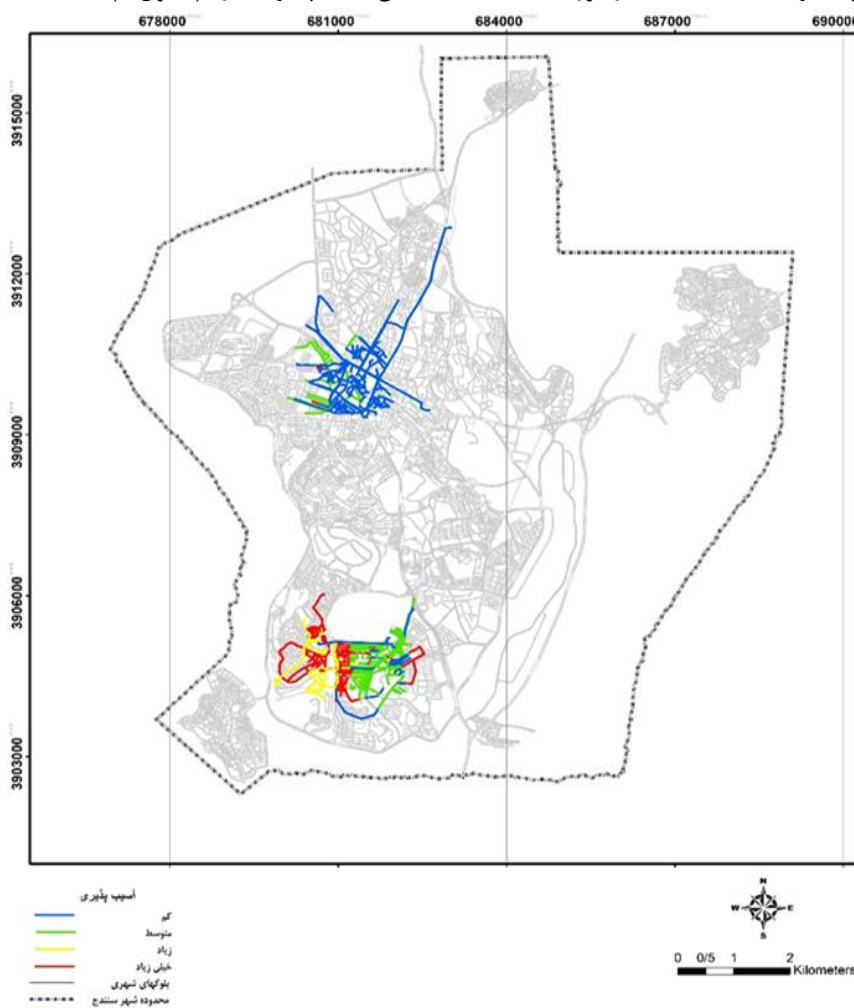 678000 681000 684000 687000 690000
3915000
3912000
3909000
3906000
3903000
آسیب پذیری
کم
متوسط
زیاد
خیلی زیاد
بلوکهای شهری
محدوده شهر سنندج
N
W E
S
0 0/5 1 2
Kilometers